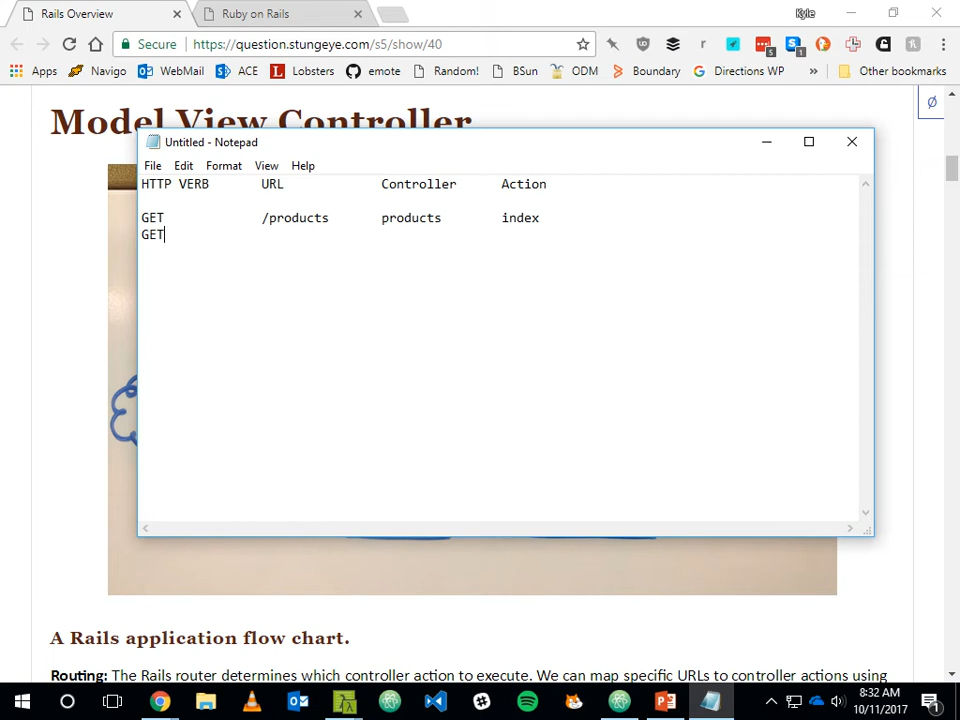 Rails Overview
Ruby on Rails
Kyle
Secure
https://question.stungeye.com/s5/show/40
Apps
Navigo
WebMail
ACE
Lobsters
emote
Random!
BSun
ODM
Boundary
Directions WP
»
Other bookmarks
Model View Controller
Ø
Untitled - Notepad
File Edit Format View Help
HTTP VERB URL Controller Action
GET /products products index
GET
A Rails application flow chart.
Routing: The Rails router determines which controller action to execute. We can map specific URLs to controller actions using
8:32 AM
10/11/2017